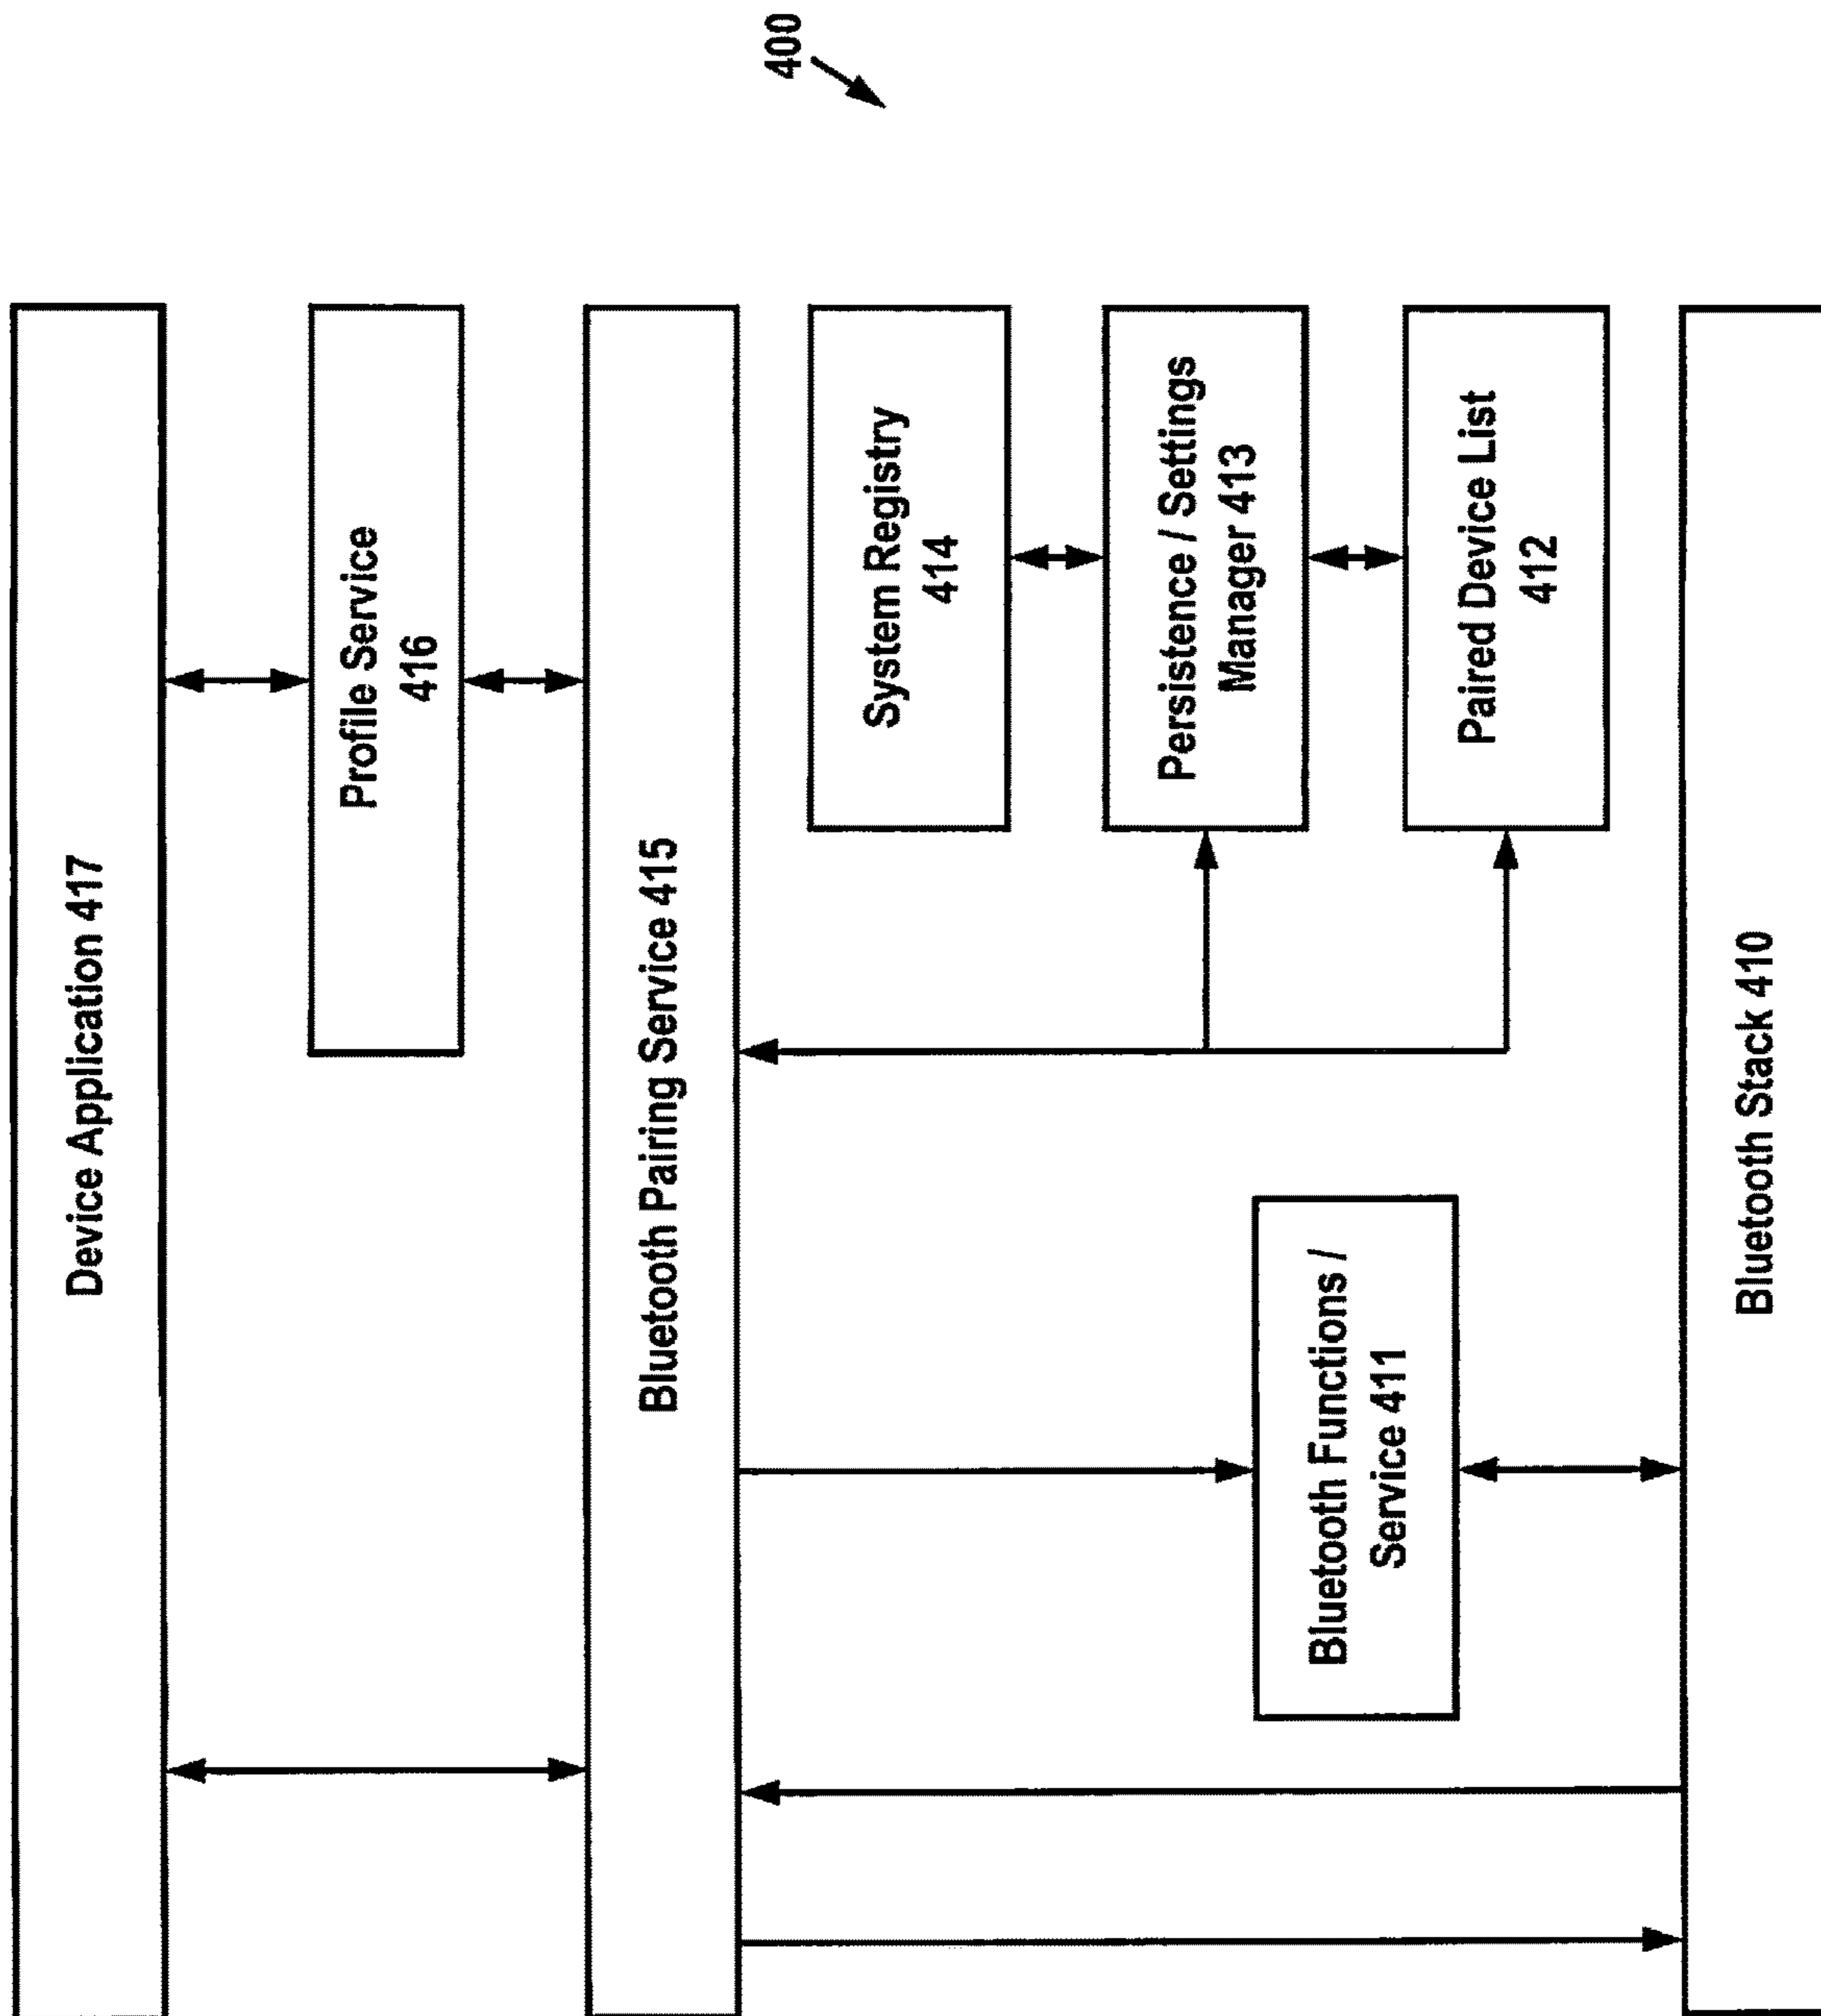 400
Device Application 417
Profile Service
416
Bluetooth Pairing Service 415
System Registry
414
Persistence / Settings
Manager 413
Paired Device List
412
Bluetooth Functions /
Service 411
Bluetooth Stack 410